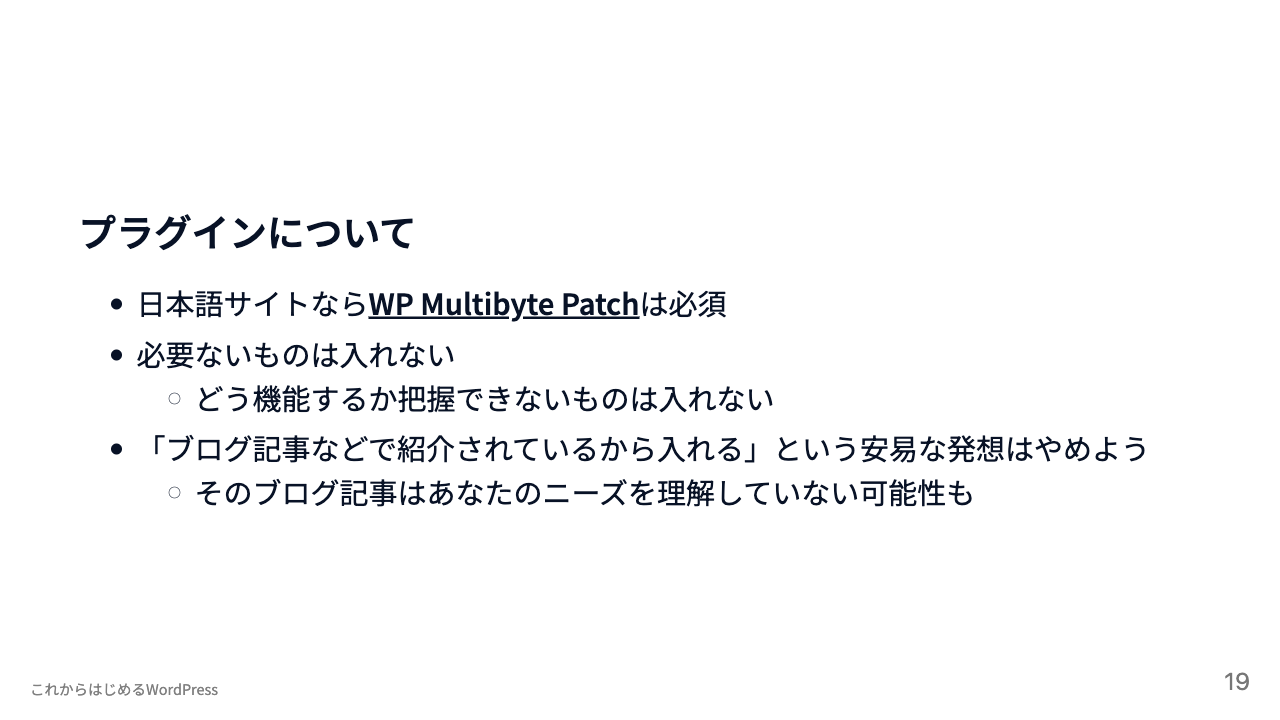 プラグインについて
日本語サイトならWP Multibyte Patchは必須
必要ないものは入れない
どう機能するか把握できないものは入れない
「ブログ記事などで紹介されているから入れる」という安易な発想はやめよう
そのブログ記事はあなたのニーズを理解していない可能性も
これからはじめるWordPress
19